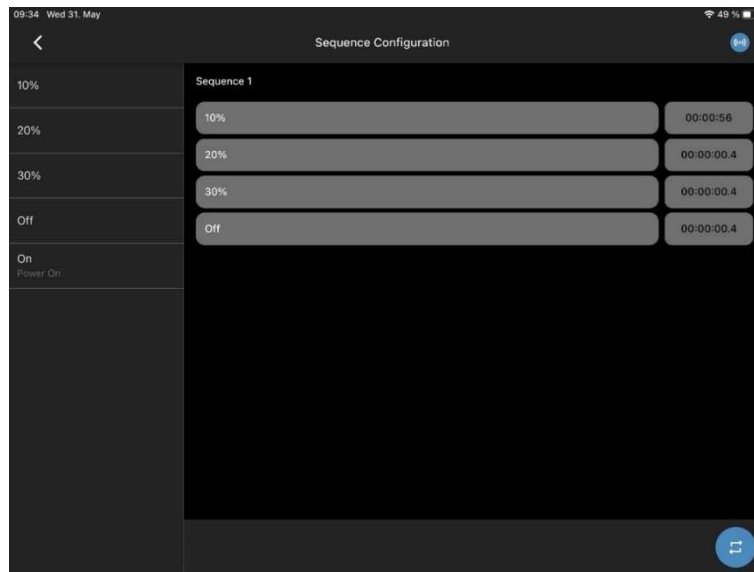 09:34 Wed 31. May
49 %
Sequence Configuration
10%
20%
30%
Off
On
Power On
Sequence 1
10% 00:00:56
20% 00:00:00.4
30% 00:00:00.4
Off 00:00:00.4